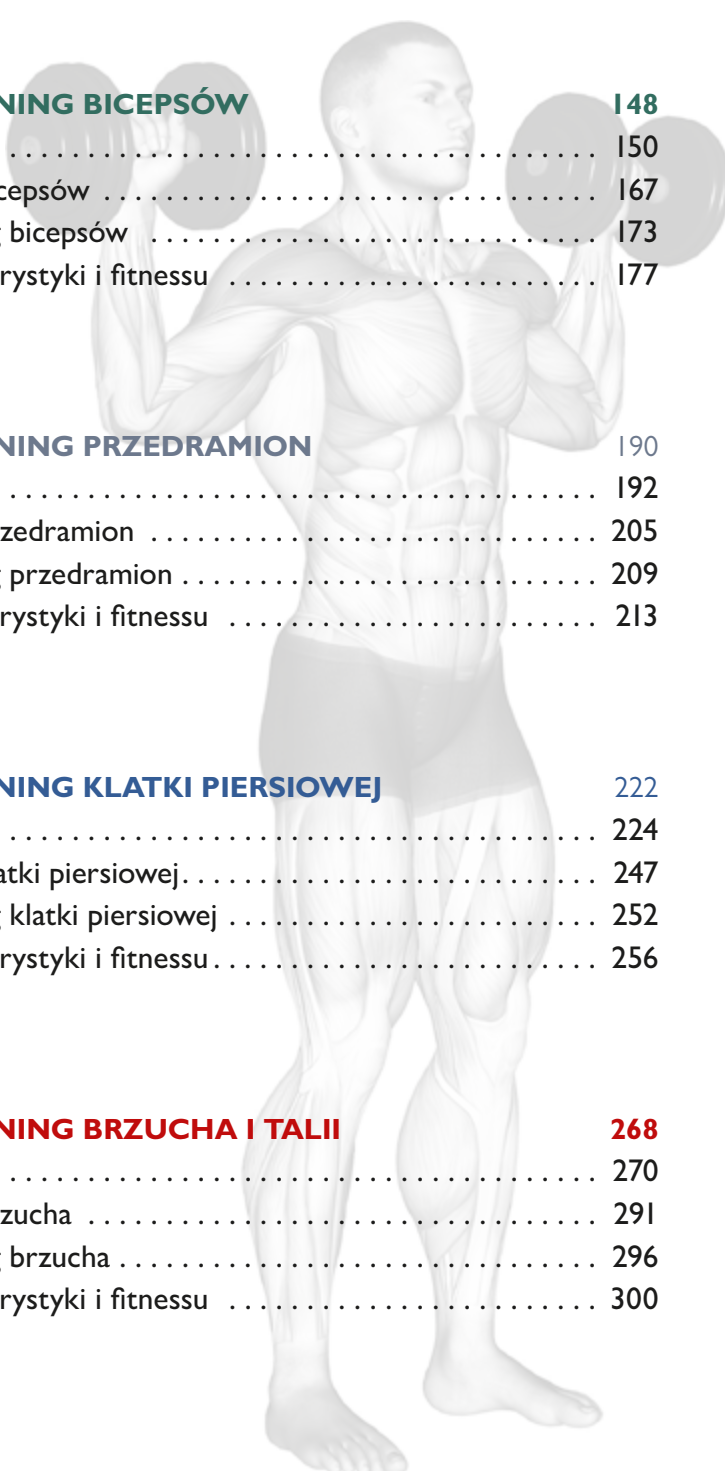 NING BICEPSÓW 148
. . . . . . . . . . . . . . . . . . . . . . . . . . . . . . . . . . . . . . 150
cepsów . . . . . . . . . . . . . . . . . . . . . . . . . . . . . . . . 167
g bicepsów . . . . . . . . . . . . . . . . . . . . . . . . . . . . . 173
rystyki i fitnessu . . . . . . . . . . . . . . . . . . . . . . . . 177
NING PRZEDRAMION 190
. . . . . . . . . . . . . . . . . . . . . . . . . . . . . . . . . . . . . . 192
zedramion . . . . . . . . . . . . . . . . . . . . . . . . . . . . . 205
g przedramion . . . . . . . . . . . . . . . . . . . . . . . . . . . 209
rystyki i fitnessu . . . . . . . . . . . . . . . . . . . . . . . . 213
NING KLATKI PIERSIOWEJ 222
. . . . . . . . . . . . . . . . . . . . . . . . . . . . . . . . . . . . . . 224
atki piersiowej . . . . . . . . . . . . . . . . . . . . . . . . . . . 247
g klatki piersiowej . . . . . . . . . . . . . . . . . . . . . . . . 252
rystyki i fitnessu . . . . . . . . . . . . . . . . . . . . . . . . . 256
NING BRZUCHA I TALII 268
. . . . . . . . . . . . . . . . . . . . . . . . . . . . . . . . . . . . . . 270
zucha . . . . . . . . . . . . . . . . . . . . . . . . . . . . . . . . . 291
g brzucha . . . . . . . . . . . . . . . . . . . . . . . . . . . . . . . 296
rystyki i fitnessu . . . . . . . . . . . . . . . . . . . . . . . . 300